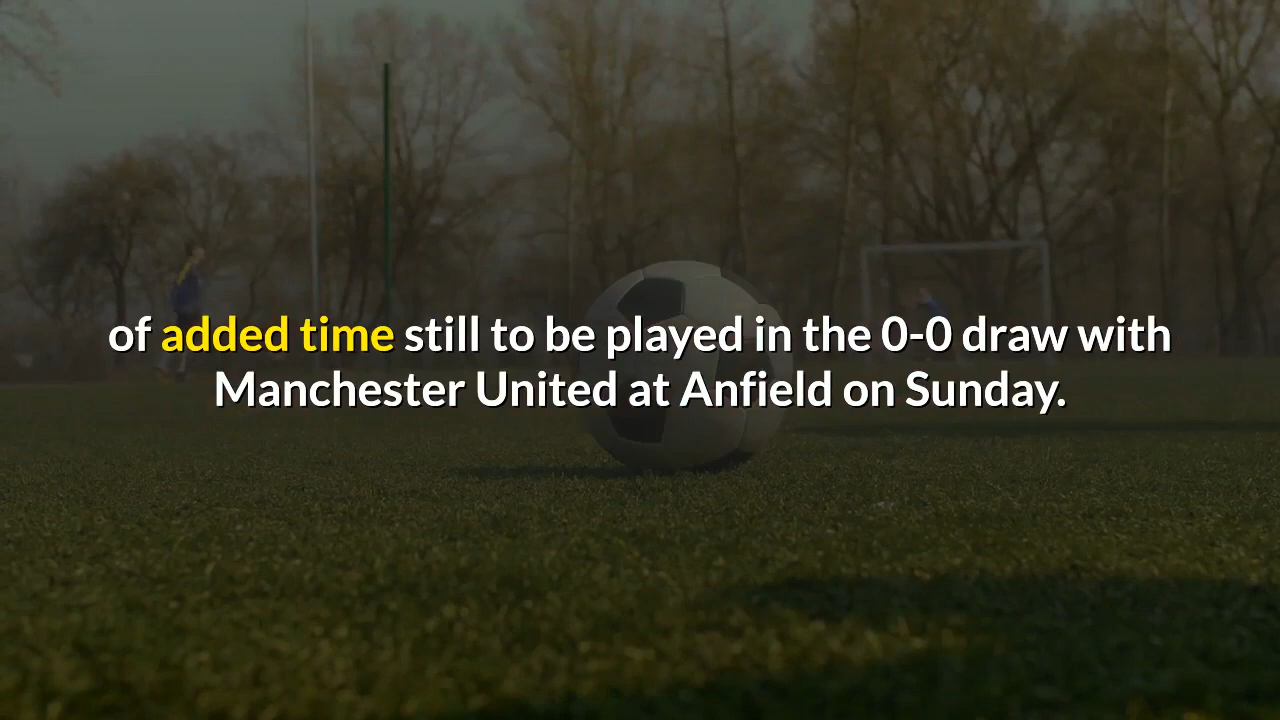 of added time still to be played in the 0-0 draw with
Manchester United at Anfield on Sunday.